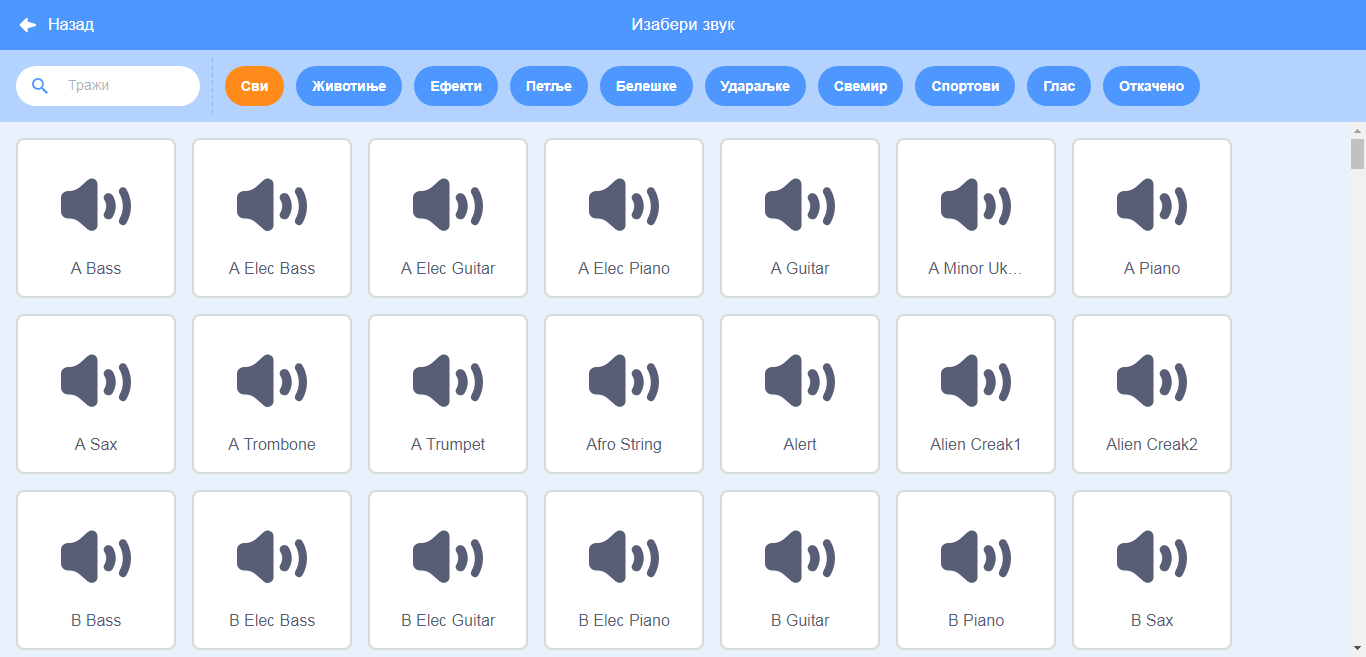 Назад
Изабери звук
Тражи
Сви
Животиње
Ефекти
Петље
Белешке
Удараљке
Свемир
Спортови
Глас
Откачено
A Bass
A Elec Bass
A Elec Guitar
A Elec Piano
A Guitar
A Minor Uk...
A Piano
A Sax
A Trombone
A Trumpet
Afro String
Alert
Alien Creak1
Alien Creak2
B Bass
B Elec Bass
B Elec Guitar
B Elec Piano
B Guitar
B Piano
B Sax